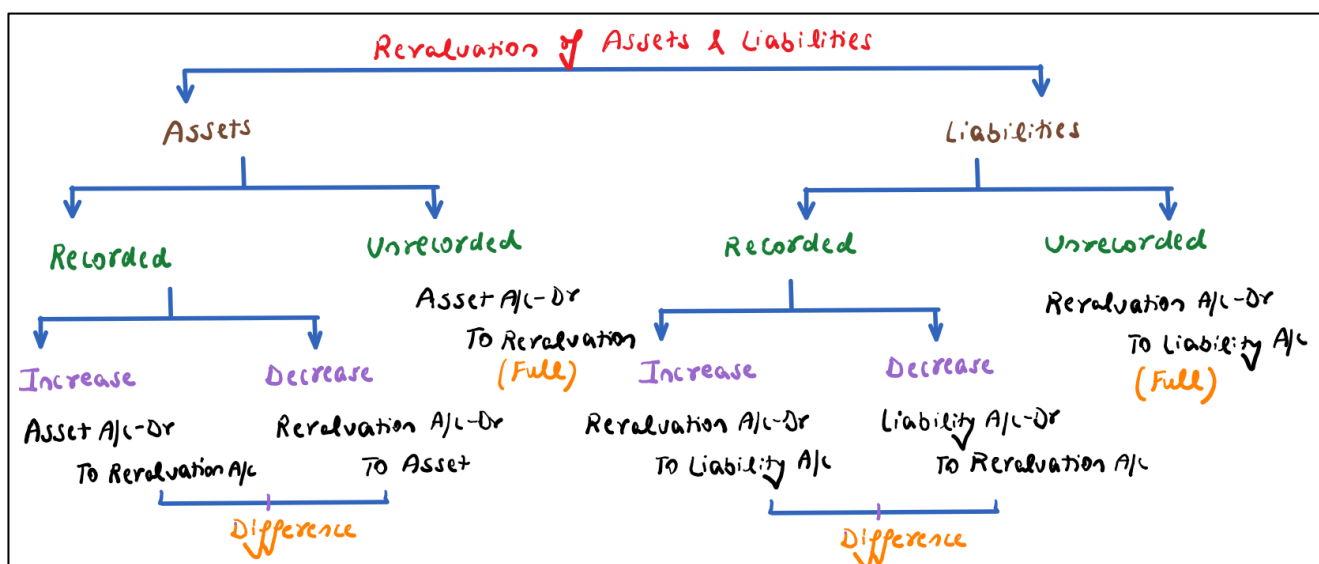 Revaluation of Assets & Liabilities
Assets
Liabilities
Recorded
Unrecorded
Recorded
Unrecorded
Asset A/c-Dr
To Revaluation
(Full)
Revaluation A/c-Dr
To Liability A/c
(Full)
Increase
Decrease
Increase
Decrease
Asset A/c-Dr
To Revaluation A/c
Revaluation A/c-Dr
To Asset
Revaluation A/c-Dr
To Liability A/c
Liability A/c-Dr
To Revaluation A/c
Difference
Difference